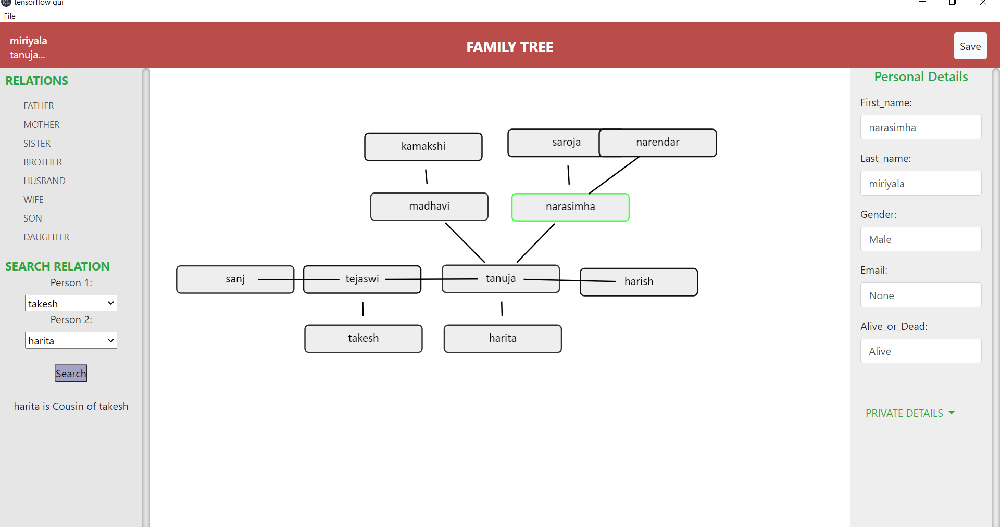 tensorflow gui
File
miriyala
tanuja...
FAMILY TREE
Save
RELATIONS
FATHER
MOTHER
SISTER
BROTHER
HUSBAND
WIFE
SON
DAUGHTER
SEARCH RELATION
Person 1:
takesh
Person 2:
harita
Search
harita is Cousin of takesh
kamakshi
saroja
narendar
madhavi
narasimha
sanj
tejaswi
tanuja
harish
takesh
harita
Personal Details
First_name:
narasimha
Last_name:
miriyala
Gender:
Male
Email:
None
Alive_or_Dead:
Alive
PRIVATE DETAILS